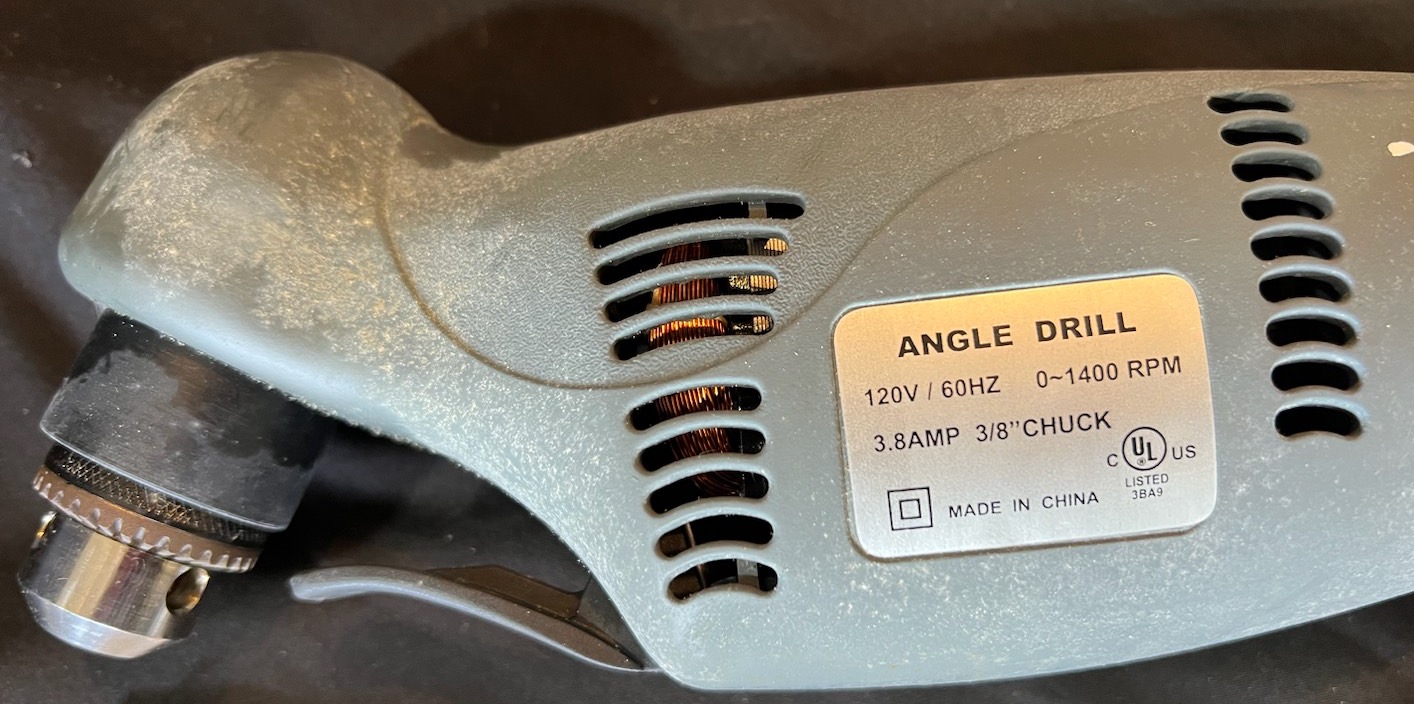 ANGLE DRILL
120V / 60HZ 0~1400 RPM
3.8AMP 3/8’’CHUCK
C UL ® US
LISTED
3BA9
MADE IN CHINA